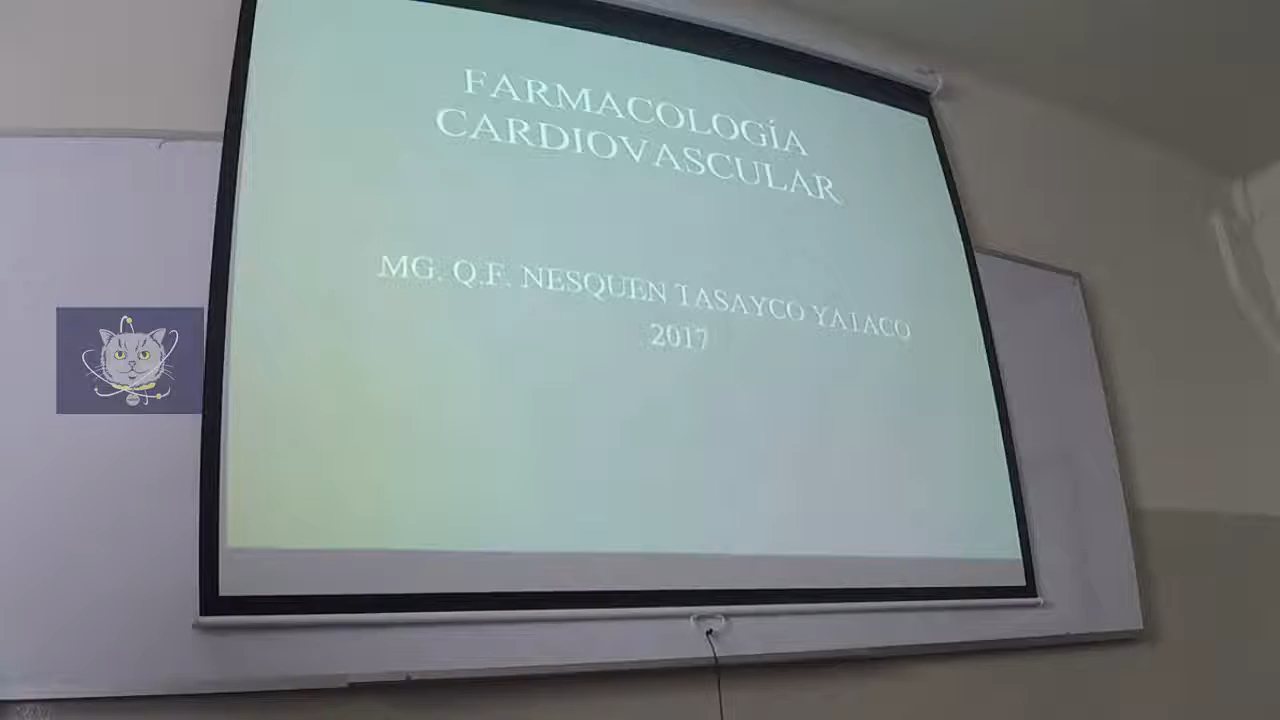 FARMACOLOGÍA
CARDIOVASCULAR
MG. Q.F. NESQUEN TASAYCO YATACO
2017